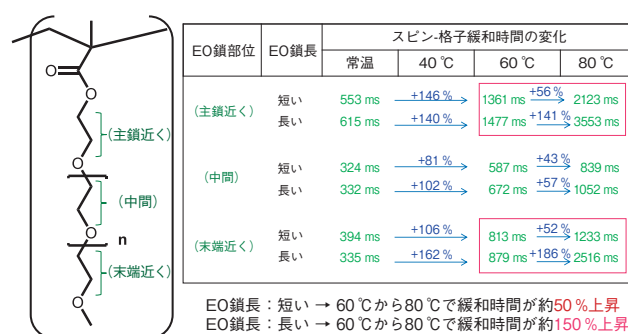 O
O
(主鎖近く)
O
(中間)
O
n
(末端近く)
O
EO鎖部位 EO鎖長 スピン-格子緩和時間の変化
常温 40 ℃ 60 ℃ 80 ℃
(主鎖近く) 短い 553 ms +146 % 1361 ms +56 % 2123 ms
長い 615 ms +140 % 1477 ms +141 % 3553 ms
(中間) 短い 324 ms +81 % 587 ms +43 % 839 ms
長い 332 ms +102 % 672 ms +57 % 1052 ms
(末端近く) 短い 394 ms +106 % 813 ms +52 % 1233 ms
長い 335 ms +162 % 879 ms +186 % 2516 ms
EO鎖長：短い → 60 ℃から80 ℃で緩和時間が約50 %上昇
EO鎖長：長い → 60 ℃から80 ℃で緩和時間が約150 %上昇